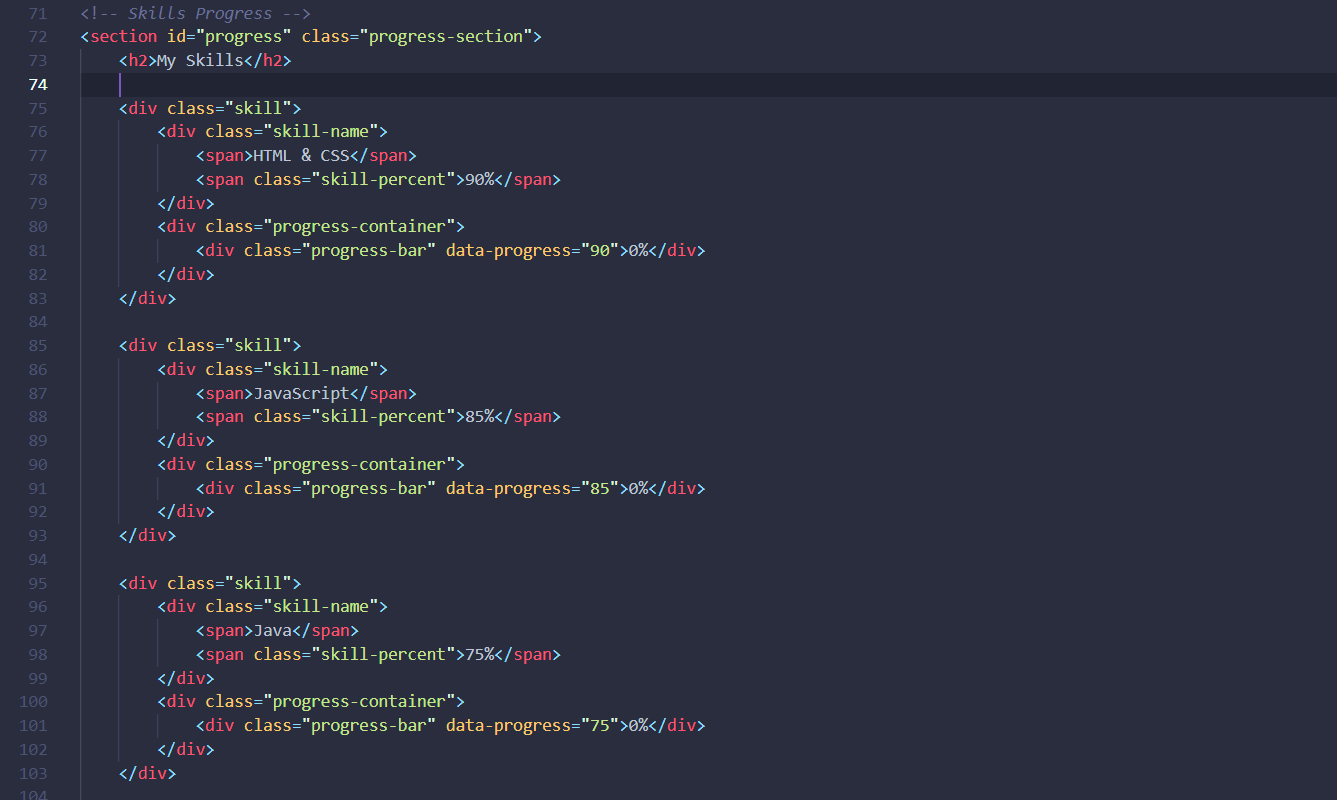 71 <!-- Skills Progress -->
72 <section id="progress" class="progress-section">
73     <h2>My Skills</h2>
74
75     <div class="skill">
76         <div class="skill-name">
77             <span>HTML & CSS</span>
78             <span class="skill-percent">90%</span>
79         </div>
80         <div class="progress-container">
81             <div class="progress-bar" data-progress="90">0%</div>
82         </div>
83     </div>
84
85     <div class="skill">
86         <div class="skill-name">
87             <span>JavaScript</span>
88             <span class="skill-percent">85%</span>
89         </div>
90         <div class="progress-container">
91             <div class="progress-bar" data-progress="85">0%</div>
92         </div>
93     </div>
94
95     <div class="skill">
96         <div class="skill-name">
97             <span>Java</span>
98             <span class="skill-percent">75%</span>
99         </div>
100         <div class="progress-container">
101             <div class="progress-bar" data-progress="75">0%</div>
102         </div>
103     </div>
104